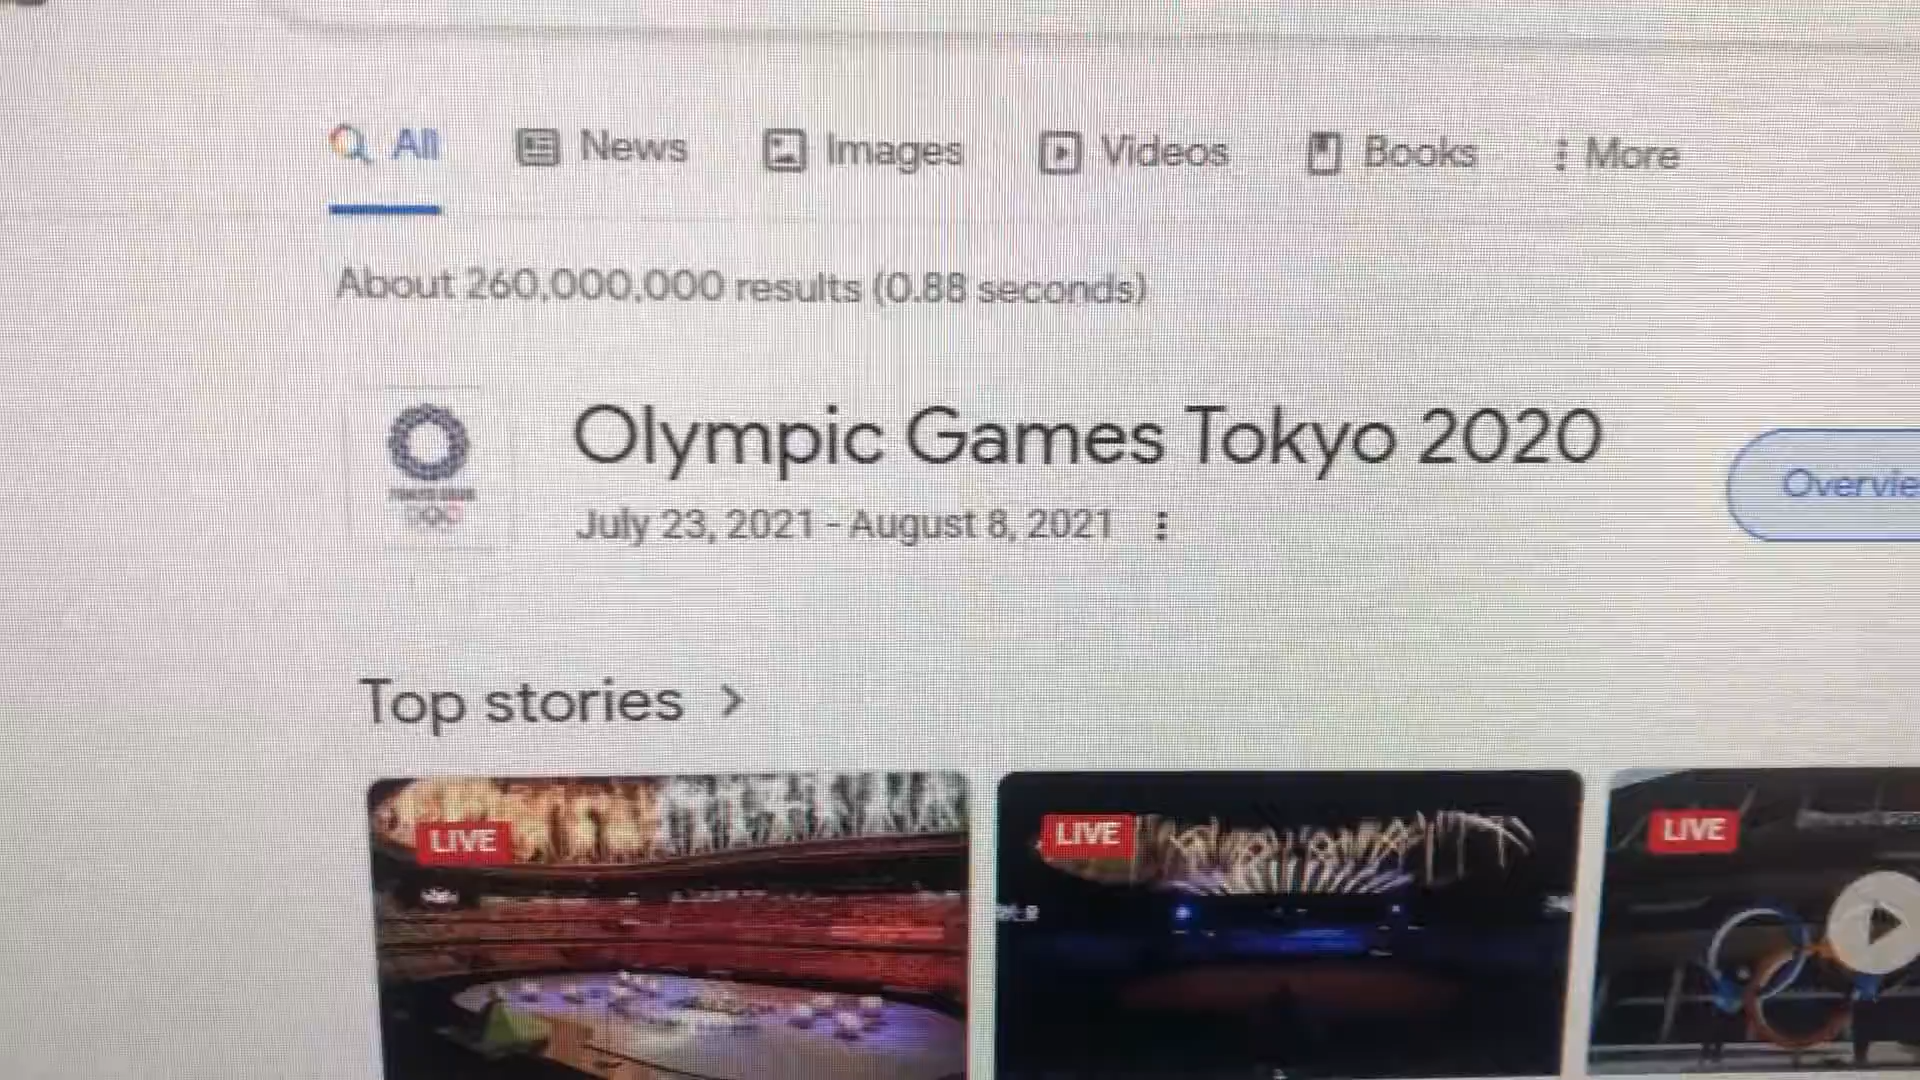 All News Images Videos Books More
About 260,000,000 results (0.88 seconds)
Olympic Games Tokyo 2020
Overvie
July 23, 2021 - August 8, 2021
Top stories
LIVE LIVE LIVE